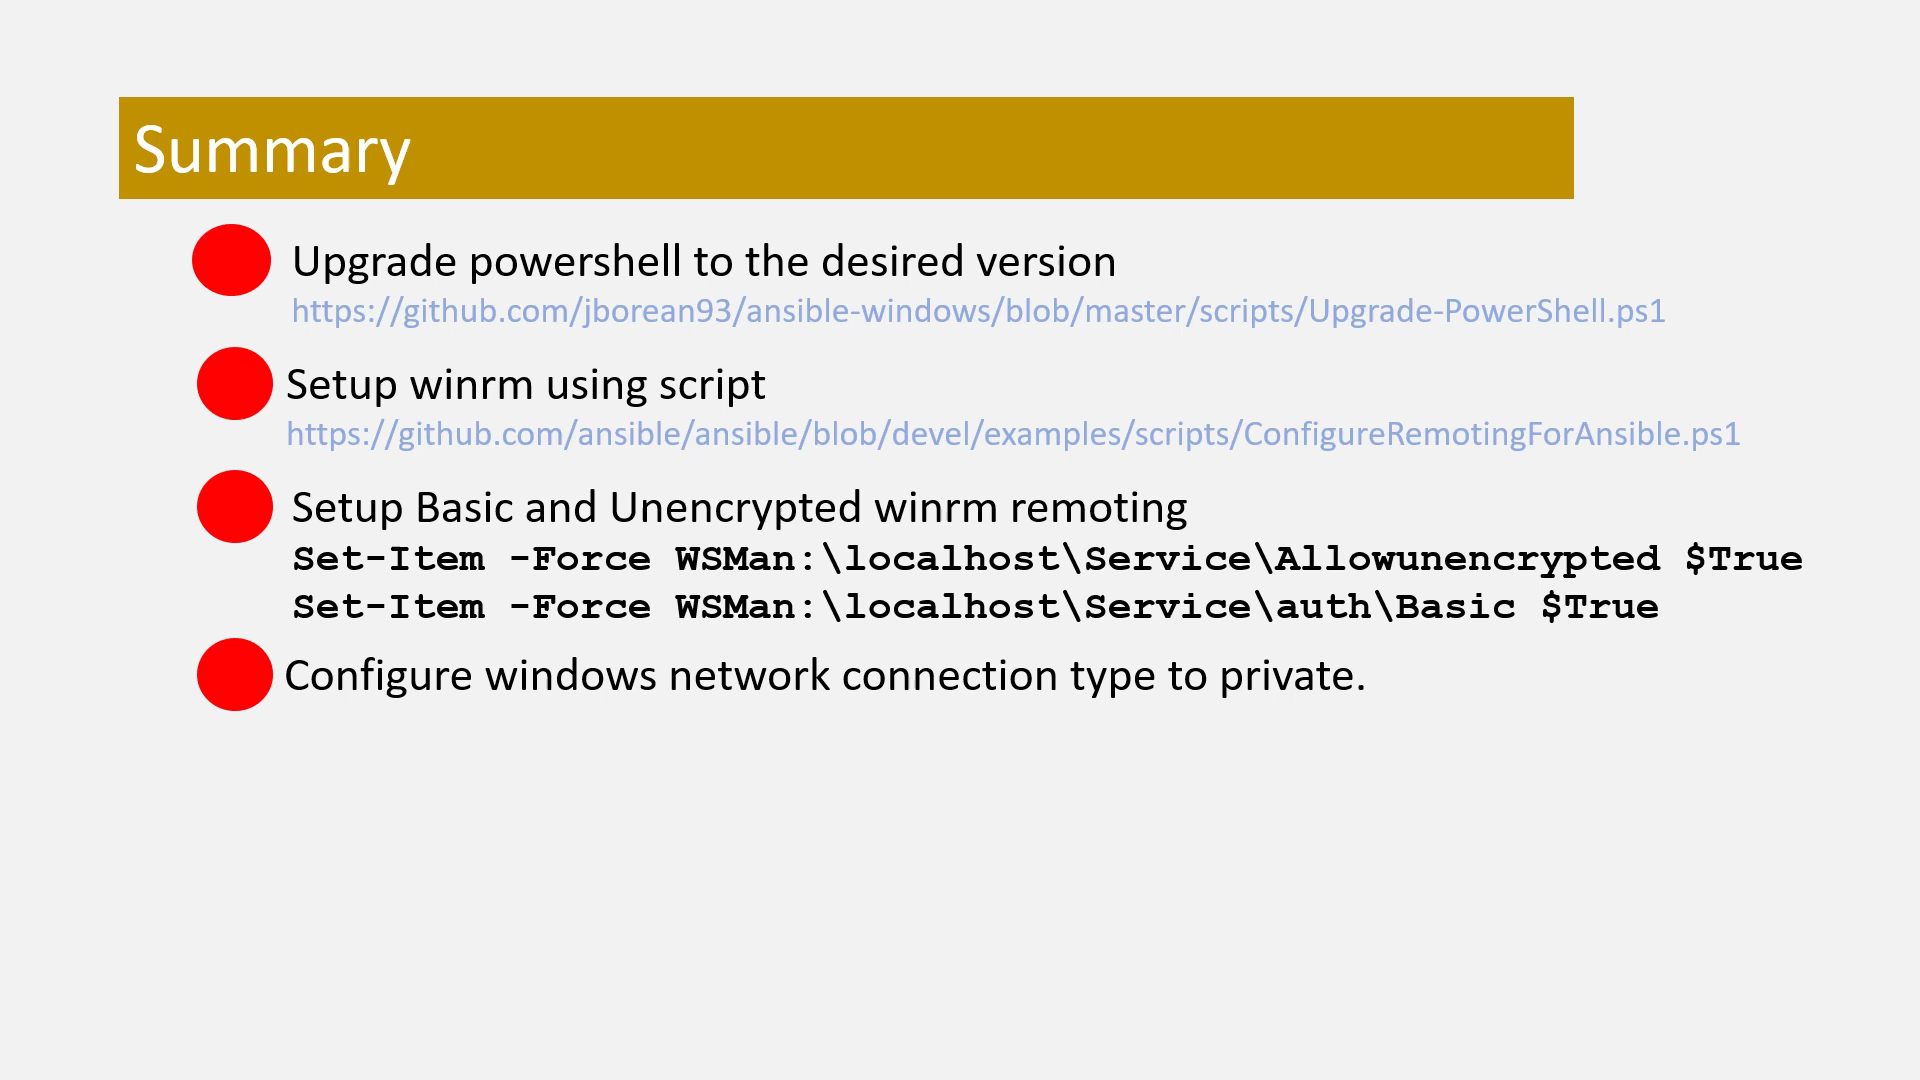 Summary
Upgrade powershell to the desired version
https://github.com/jborean93/ansible-windows/blob/master/scripts/Upgrade-PowerShell.ps1
Setup winrm using script
https://github.com/ansible/ansible/blob/devel/examples/scripts/ConfigureRemotingForAnsible.ps1
Setup Basic and Unencrypted winrm remoting
Set-Item -Force WSMan:\localhost\Service\Allowunencrypted $True
Set-Item -Force WSMan:\localhost\Service\auth\Basic $True
Configure windows network connection type to private.